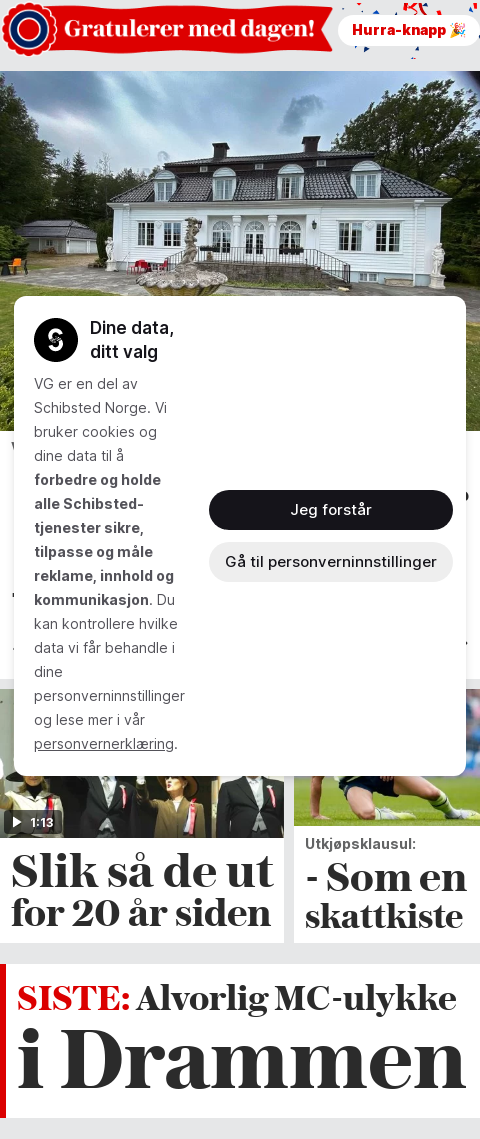 Gratulerer med dagen!
Hurra-knapp 🎉
Dine data,
ditt valg
VG er en del av
Schibsted Norge. Vi
bruker cookies og
dine data til å
forbedre og holde
alle Schibsted-
tjenester sikre,
tilpasse og måle
reklame, innhold og
kommunikasjon. Du
kan kontrollere hvilke
data vi får behandle i
dine
personverninnstillinger
og lese mer i vår
personvernerklæring.
Jeg forstår
Gå til personverninnstillinger
1:13
Slik så de ut
for 20 år siden
Utkjøpsklausul:
- Som en
skattkiste
SISTE: Alvorlig MC-ulykke
i Drammen